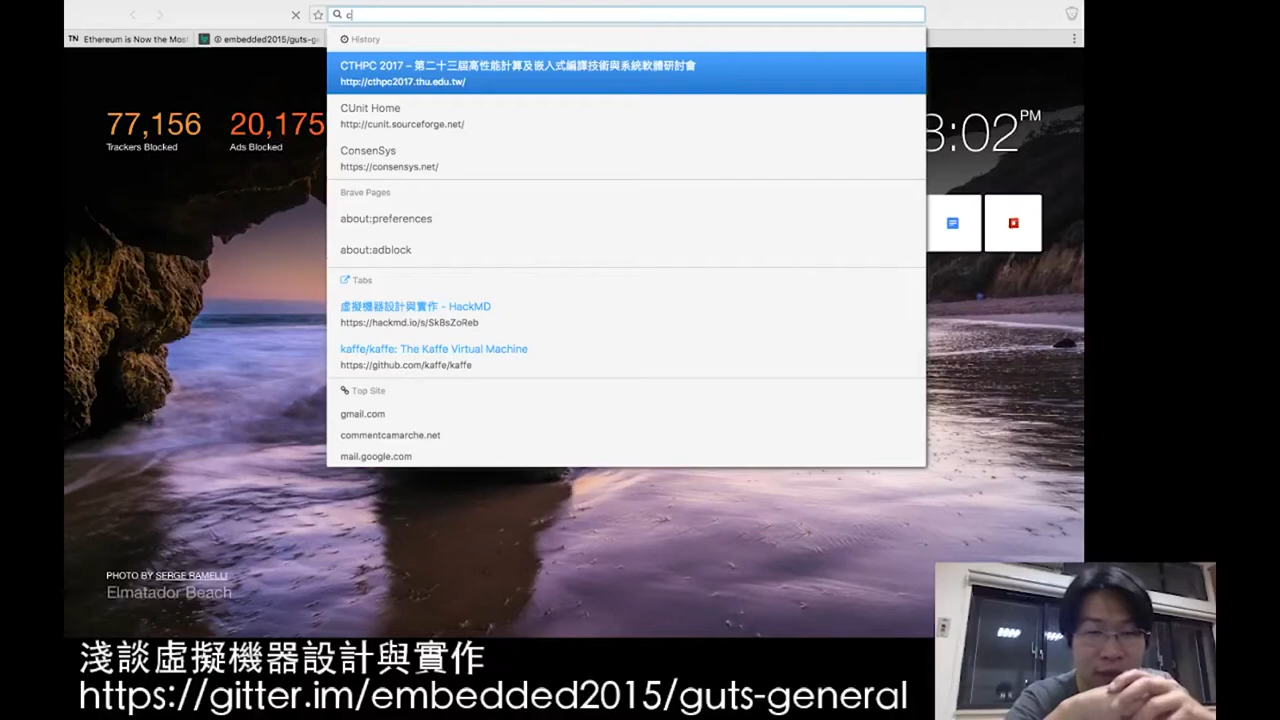 c
TN Ethereum is Now the Mos
embedded2015/guts-ge
History
CTHPC 2017 – 第二十三屆高性能計算及嵌入式編譯技術與系統軟體研討會
http://cthpc2017.thu.edu.tw/
CUnit Home
http://cunit.sourceforge.net/
ConsenSys
https://consensys.net/
Brave Pages
about:preferences
about:adblock
Tabs
虛擬機器設計與實作 - HackMD
https://hackmd.io/s/SkBsZoReb
kaffe/kaffe: The Kaffe Virtual Machine
https://github.com/kaffe/kaffe
Top Site
gmail.com
commentcamarche.net
mail.google.com
77,156 20,175
Trackers Blocked Ads Blocked
3:02 PM
PHOTO BY SERGE RAMELLI
Elmatador Beach
淺談虛擬機器設計與實作
https://gitter.im/embedded2015/guts-general